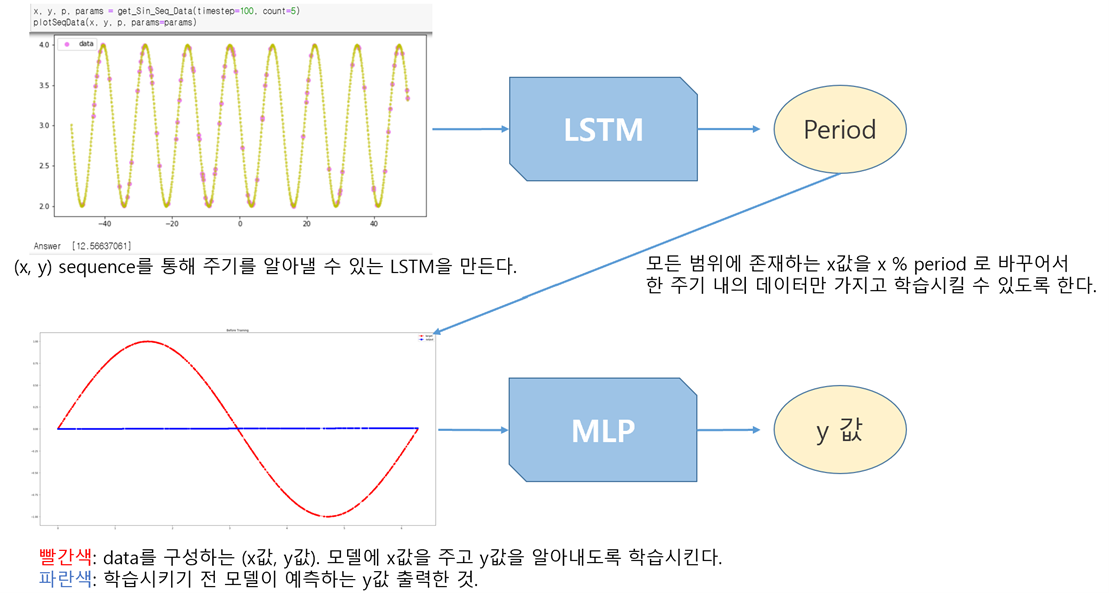 x, y, p, params = get_Sin_Seq_Data(timestep=100, count=5)
plotSeqData(x, y, p, params=params)
data
4.0
3.5
3.0
2.5
2.0
−40 −20 0 20 40
Answer [12.56637061]
(x, y) sequence를 통해 주기를 알아낼 수 있는 LSTM을 만든다.
LSTM
Period
모든 범위에 존재하는 x값을 x % period 로 바꾸어서
한 주기 내의 데이터만 가지고 학습시킬 수 있도록 한다.
Before Training
MLP
y 값
빨간색: data를 구성하는 (x값, y값). 모델에 x값을 주고 y값을 알아내도록 학습시킨다.
파란색: 학습시키기 전 모델이 예측하는 y값 출력한 것.